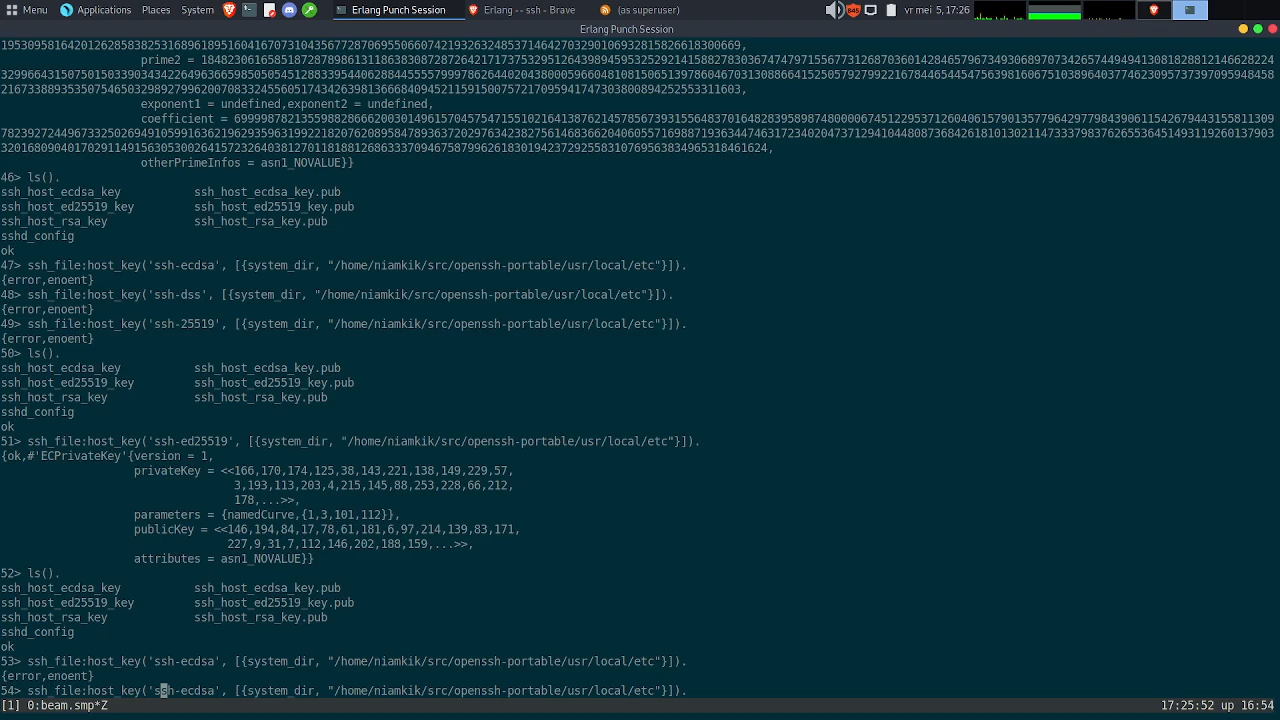 Menu Applications Places Erlang Punch Session Erlang -- ssh - Brave (as superuser) 845 vr mei 5, 17:26
Erlang Punch Session
prime2 =
exponent1 = undefined,exponent2 = undefined,
coefficient =
otherPrimeInfos = asn1_NOVALUE}}
46> ls().
ssh_host_ecdsa_key ssh_host_ecdsa_key.pub
ssh_host_ed25519_key ssh_host_ed25519_key.pub
ssh_host_rsa_key ssh_host_rsa_key.pub
sshd_config
ok
47> ssh_file:host_key('ssh-ecdsa', [{system_dir, "/home/niamkik/src/openssh-portable/usr/local/etc"}]).
{error,enoent}
48> ssh_file:host_key('ssh-dss', [{system_dir, "/home/niamkik/src/openssh-portable/usr/local/etc"}]).
{error,enoent}
49> ssh_file:host_key('ssh-25519', [{system_dir, "/home/niamkik/src/openssh-portable/usr/local/etc"}]).
{error,enoent}
50> ls().
ssh_host_ecdsa_key ssh_host_ecdsa_key.pub
ssh_host_ed25519_key ssh_host_ed25519_key.pub
ssh_host_rsa_key ssh_host_rsa_key.pub
sshd_config
ok
51> ssh_file:host_key('ssh-ed25519', [{system_dir, "/home/niamkik/src/openssh-portable/usr/local/etc"}]).
{ok,#'ECPrivateKey'{version = 1,
privateKey = <<166,170,174,125,38,143,221,138,149,229,57,
3,193,113,203,4,215,145,88,253,228,66,212,
178,...>>,
parameters = {namedCurve,{1,3,101,112}},
publicKey = <<146,194,84,17,78,61,181,6,97,214,139,83,171,
227,9,31,7,112,146,202,188,159,...>>,
attributes = asn1_NOVALUE}}
52> ls().
ssh_host_ecdsa_key ssh_host_ecdsa_key.pub
ssh_host_ed25519_key ssh_host_ed25519_key.pub
ssh_host_rsa_key ssh_host_rsa_key.pub
sshd_config
ok
53> ssh_file:host_key('ssh-ecdsa', [{system_dir, "/home/niamkik/src/openssh-portable/usr/local/etc"}]).
{error,enoent}
54> ssh_file:host_key('ssh-ecdsa', [{system_dir, "/home/niamkik/src/openssh-portable/usr/local/etc"}]).
[1] 0:beam.smp*Z 17:25:52 up 16:54